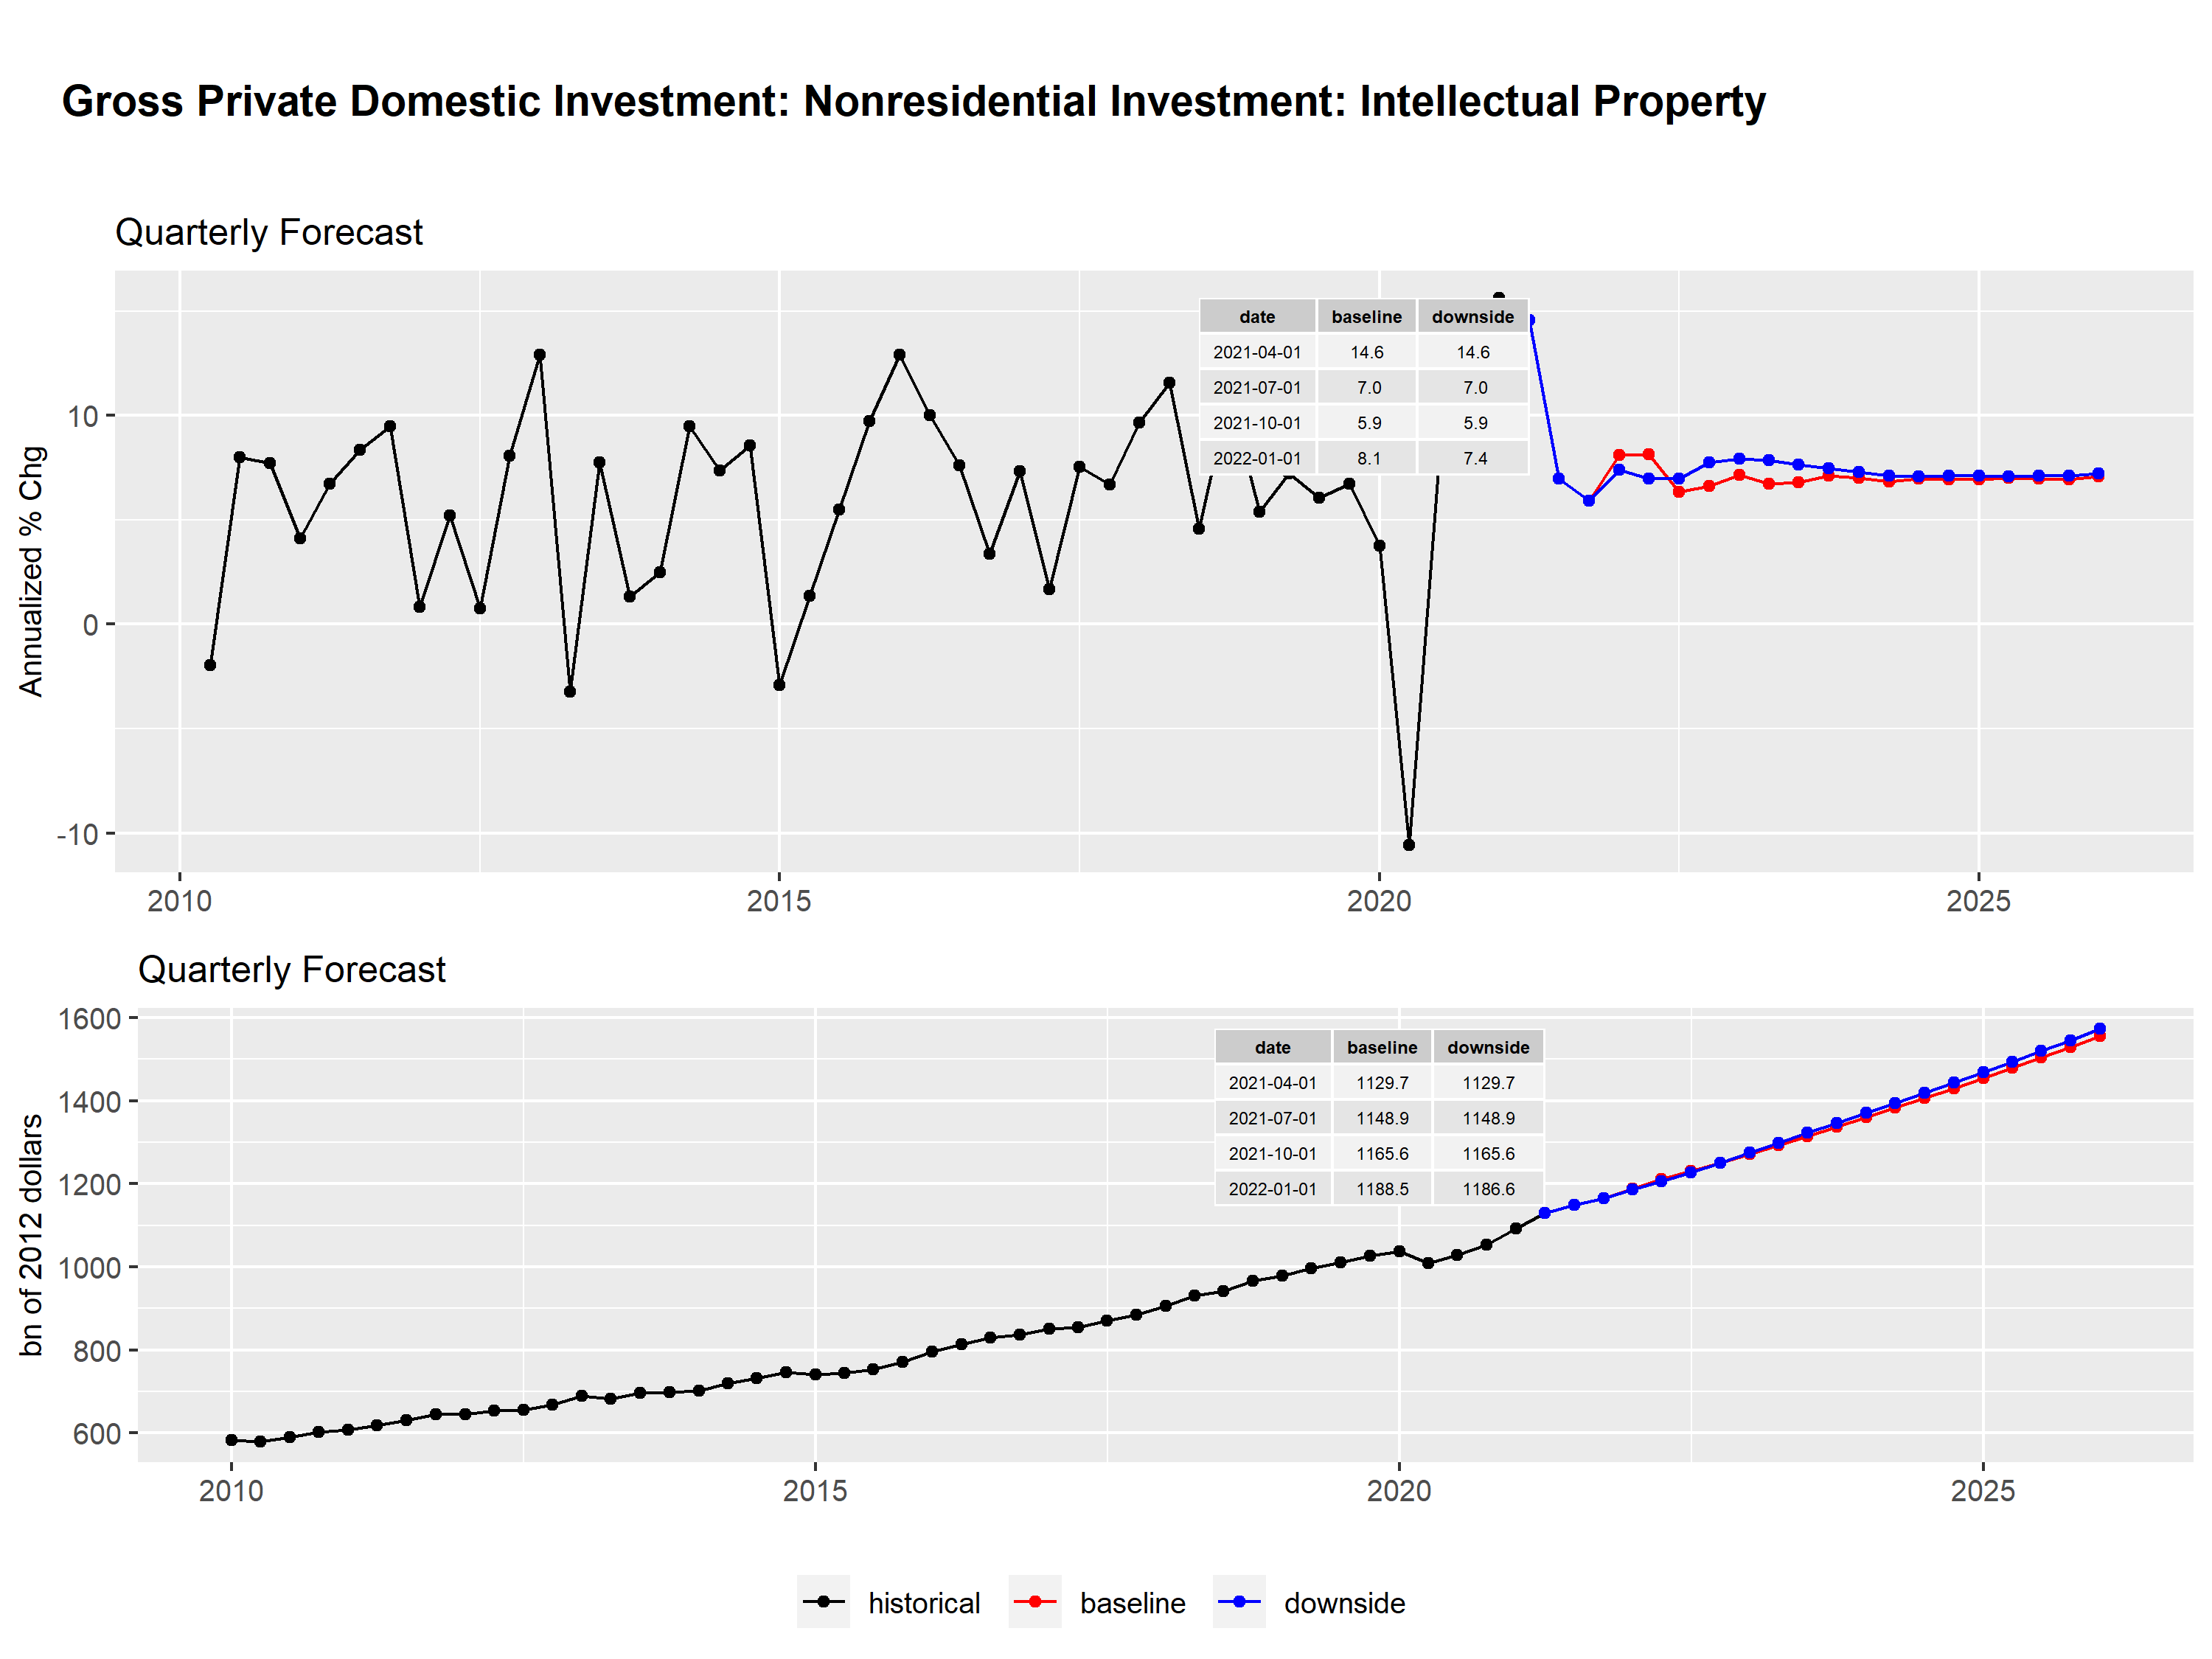 Gross Private Domestic Investment: Nonresidential Investment: Intellectual Property
Quarterly Forecast
Annualized % Chg
10
0
-10
date baseline downside
2021-04-01 14.6 14.6
2021-07-01 7.0 7.0
2021-10-01 5.9 5.9
2022-01-01 8.1 7.4
2010 2015 2020 2025
Quarterly Forecast
bn of 2012 dollars
1600
1400
1200
1000
800
600
date baseline downside
2021-04-01 1129.7 1129.7
2021-07-01 1148.9 1148.9
2021-10-01 1165.6 1165.6
2022-01-01 1188.5 1186.6
2010 2015 2020 2025
historical baseline downside